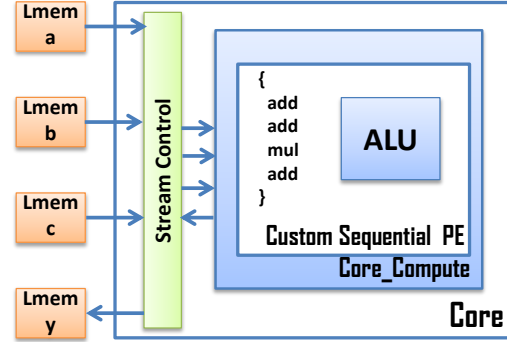 Lmem
a
Lmem
b
Lmem
c
Lmem
y
Stream Control
{
add
add
mul
add
}
ALU
Custom Sequential PE
Core_Compute
Core